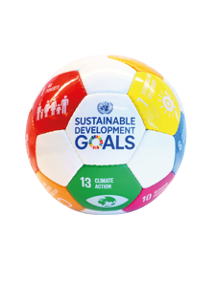 SUSTAINABLE
DEVELOPMENT
GOALS
13 CLIMATE
ACTION
10